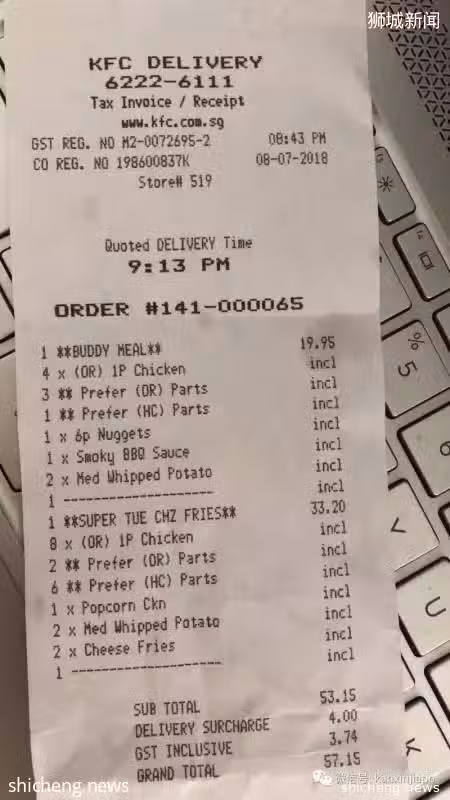 狮城新闻
KFC DELIVERY
6222-6111
Tax Invoice / Receipt
www.kfc.com.sg
GST REG. NO M2-0072695-2 08:43 PM
CO REG. NO 198600837K 08-07-2018
Store# 519
Quoted DELIVERY Time
9:13 PM
ORDER #141-000065
1 **BUDDY MEAL** 19.95
4 x (OR) 1P Chicken incl
3 ** Prefer (OR) Parts incl
1 ** Prefer (HC) Parts incl
1 x 6p Nuggets incl
1 x Smoky BBQ Sauce incl
2 x Med Whipped Potato incl
1 -------------------- incl
1 **SUPER TUE CHZ FRIES** 33.20
8 x (OR) 1P Chicken incl
2 ** Prefer (OR) Parts incl
6 ** Prefer (HC) Parts incl
1 x Popcorn Ckn incl
2 x Med Whipped Potato incl
2 x Cheese Fries incl
1 -------------------- incl
SUB TOTAL 53.15
DELIVERY SURCHARGE 4.00
GST INCLUSIVE 3.74
GRAND TOTAL 57.15
% 5
V
U
K
shicheng news
微信号: kanxinjiapo
shicheng news